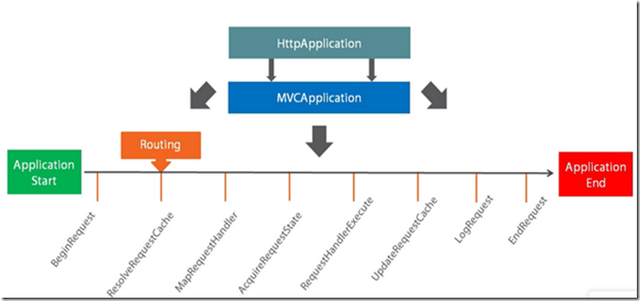 HttpApplication
MVCApplication
Routing
Application
Start
Application
End
BeginRequest
ResolveRequestCache
MapRequestHandler
AcquireRequestState
RequestHandlerExecute
UpdateRequestCache
LogRequest
EndRequest